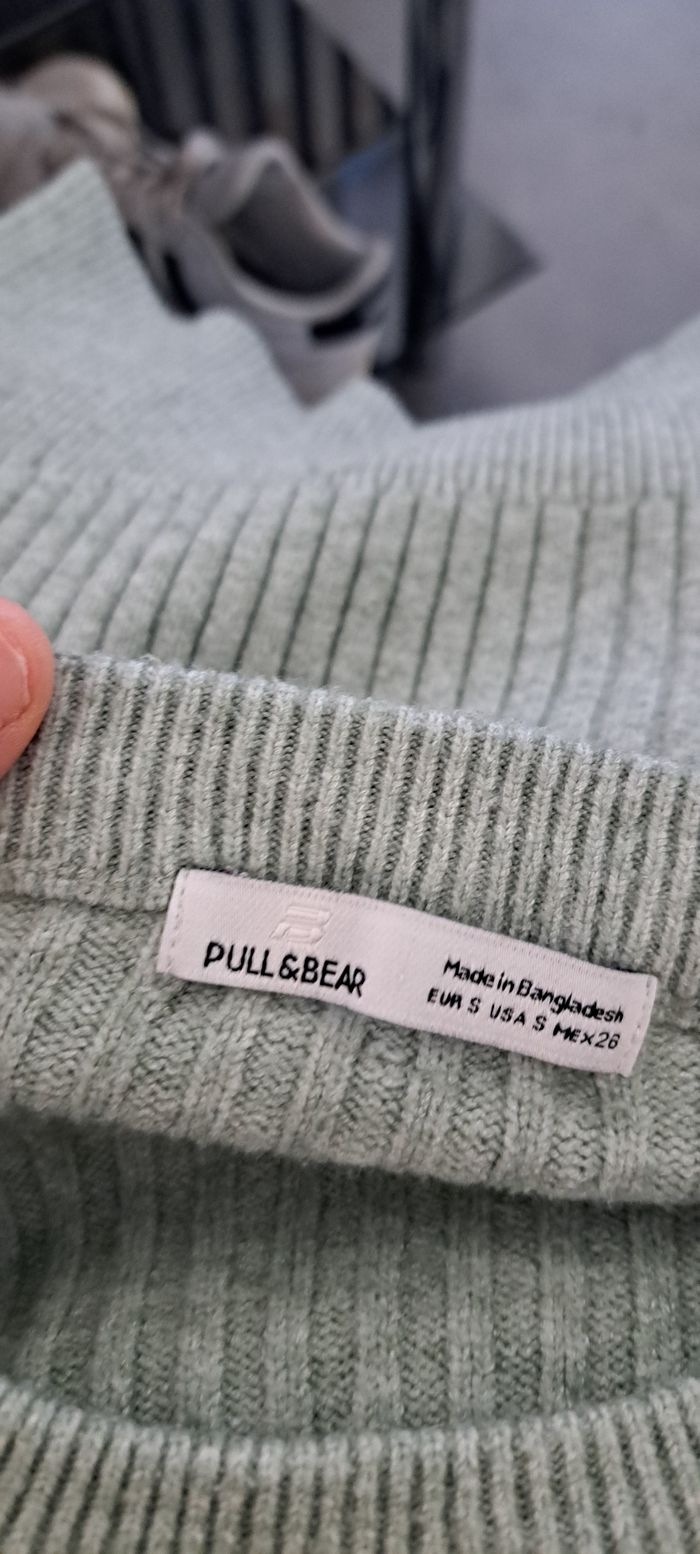 PULL&BEAR
Made in Bangladesh
EUR S USA S MEX 26